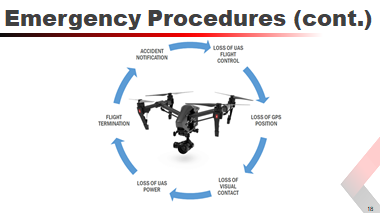 Emergency Procedures (cont.)
ACCIDENT
NOTIFICATION
LOSS OF UAS
FLIGHT
CONTROL
LOSS OF GPS
POSITION
LOSS OF
VISUAL
CONTACT
LOSS OF UAS
POWER
FLIGHT
TERMINATION